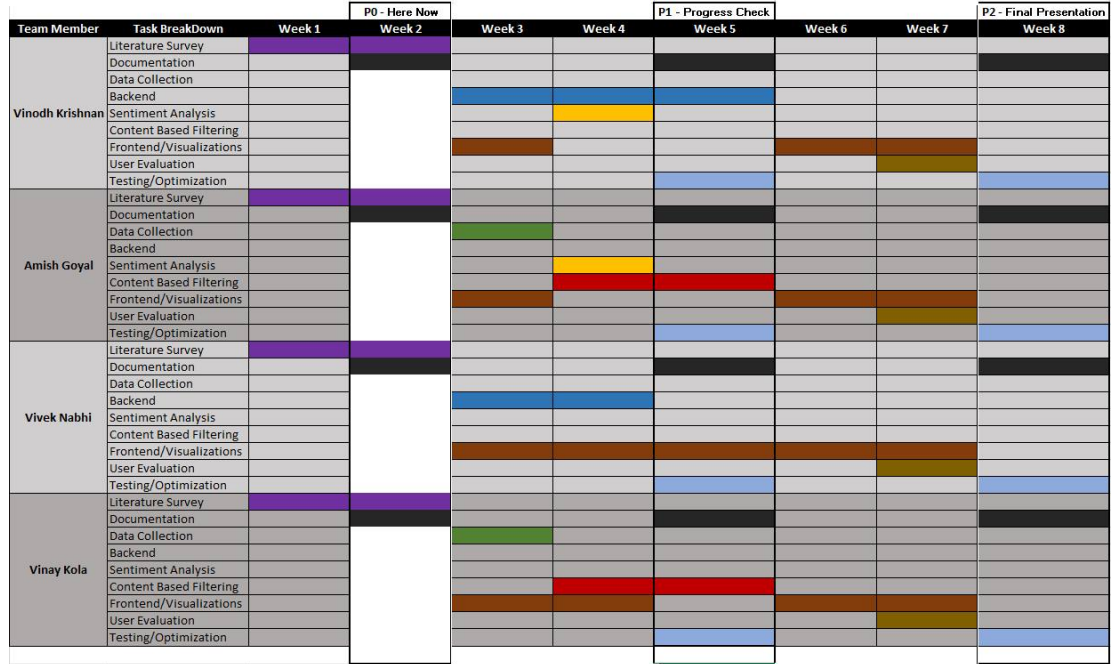 P0 - Here Now P1 - Progress Check P2 - Final Presentation
Team Member Task BreakDown Week 1 Week 2 Week 3 Week 4 Week 5 Week 6 Week 7 Week 8
Literature Survey
Documentation
Data Collection
Backend
Vinodh Krishnan Sentiment Analysis
Content Based Filtering
Frontend/Visualizations
User Evaluation
Testing/Optimization
Literature Survey
Documentation
Data Collection
Backend
Amish Goyal Sentiment Analysis
Content Based Filtering
Frontend/Visualizations
User Evaluation
Testing/Optimization
Literature Survey
Documentation
Data Collection
Backend
Vivek Nabhi Sentiment Analysis
Content Based Filtering
Frontend/Visualizations
User Evaluation
Testing/Optimization
Literature Survey
Documentation
Data Collection
Backend
Vinay Kola Sentiment Analysis
Content Based Filtering
Frontend/Visualizations
User Evaluation
Testing/Optimization